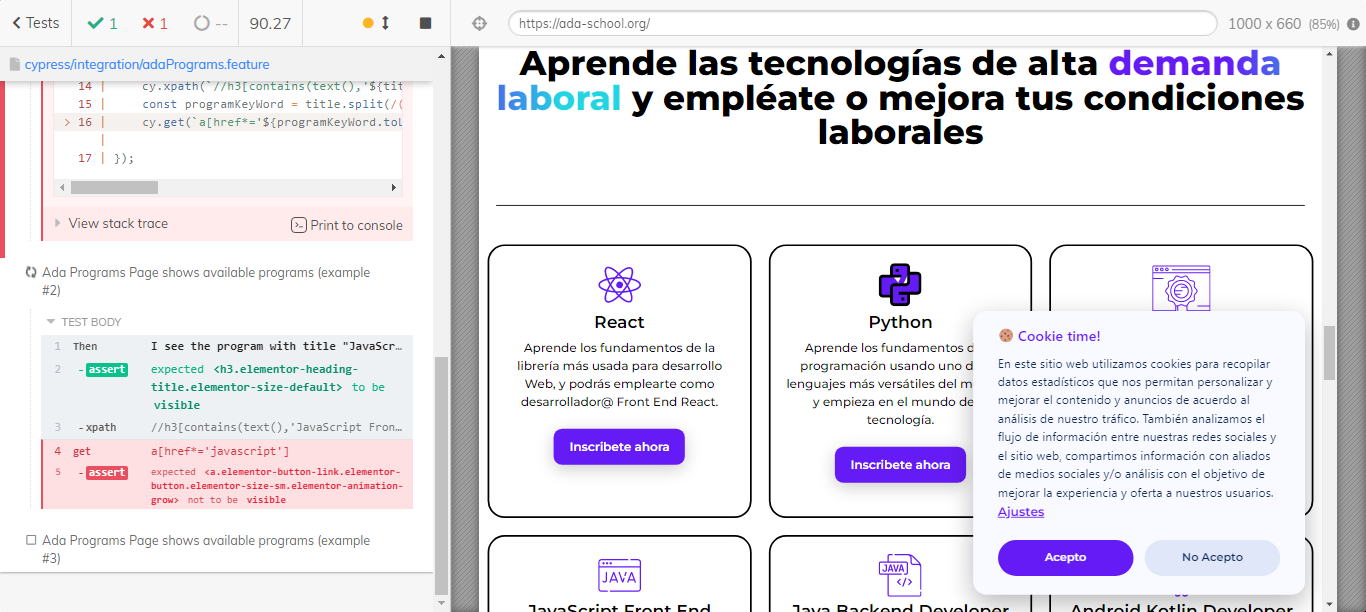 Tests
1
1
--
90.27
https://ada-school.org/
1000 x 660 (85%)
cypress/integration/adaPrograms.feature
14 | cy.xpath(`//h3[contains(text(),'${tit
15 | const programKeyWord = title.split(/(
> 16 | cy.get(`a[href*='${programKeyWord.toL
|
17 | });
View stack trace
Print to console
Ada Programs Page shows available programs (example
#2)
TEST BODY
1 Then I see the program with title "JavaScr…
2 -assert expected <h3.elementor-heading-
title.elementor-size-default> to be
visible
3 -xpath //h3[contains(text(),'JavaScript Fron…
4 get a[href*='javascript']
5 -assert expected <a.elementor-button-link.elementor-
button.elementor-size-sm.elementor-animation-
grow> not to be visible
Ada Programs Page shows available programs (example
#3)
Aprende las tecnologías de alta demanda
laboral y empléate o mejora tus condiciones
laborales
React
Aprende los fundamentos de la
librería más usada para desarrollo
Web, y podrás emplearte como
desarrollador@ Front End React.
Inscribete ahora
Python
Aprende los fundamentos d
programación usando uno d
lenguajes más versátiles del m
y empieza en el mundo de
tecnología.
Inscribete ahora
JAVA
JavaScript Front End
JAVA
</>
Java Backend Developer
Android Kotlin Developer
Cookie time!
En este sitio web utilizamos cookies para recopilar
datos estadísticos que nos permitan personalizar y
mejorar el contenido y anuncios de acuerdo al
análisis de nuestro tráfico. También analizamos el
flujo de información entre nuestras redes sociales y
el sitio web, compartimos información con aliados
de medios sociales y/o análisis con el objetivo de
mejorar la experiencia y oferta a nuestros usuarios.
Ajustes
Acepto
No Acepto